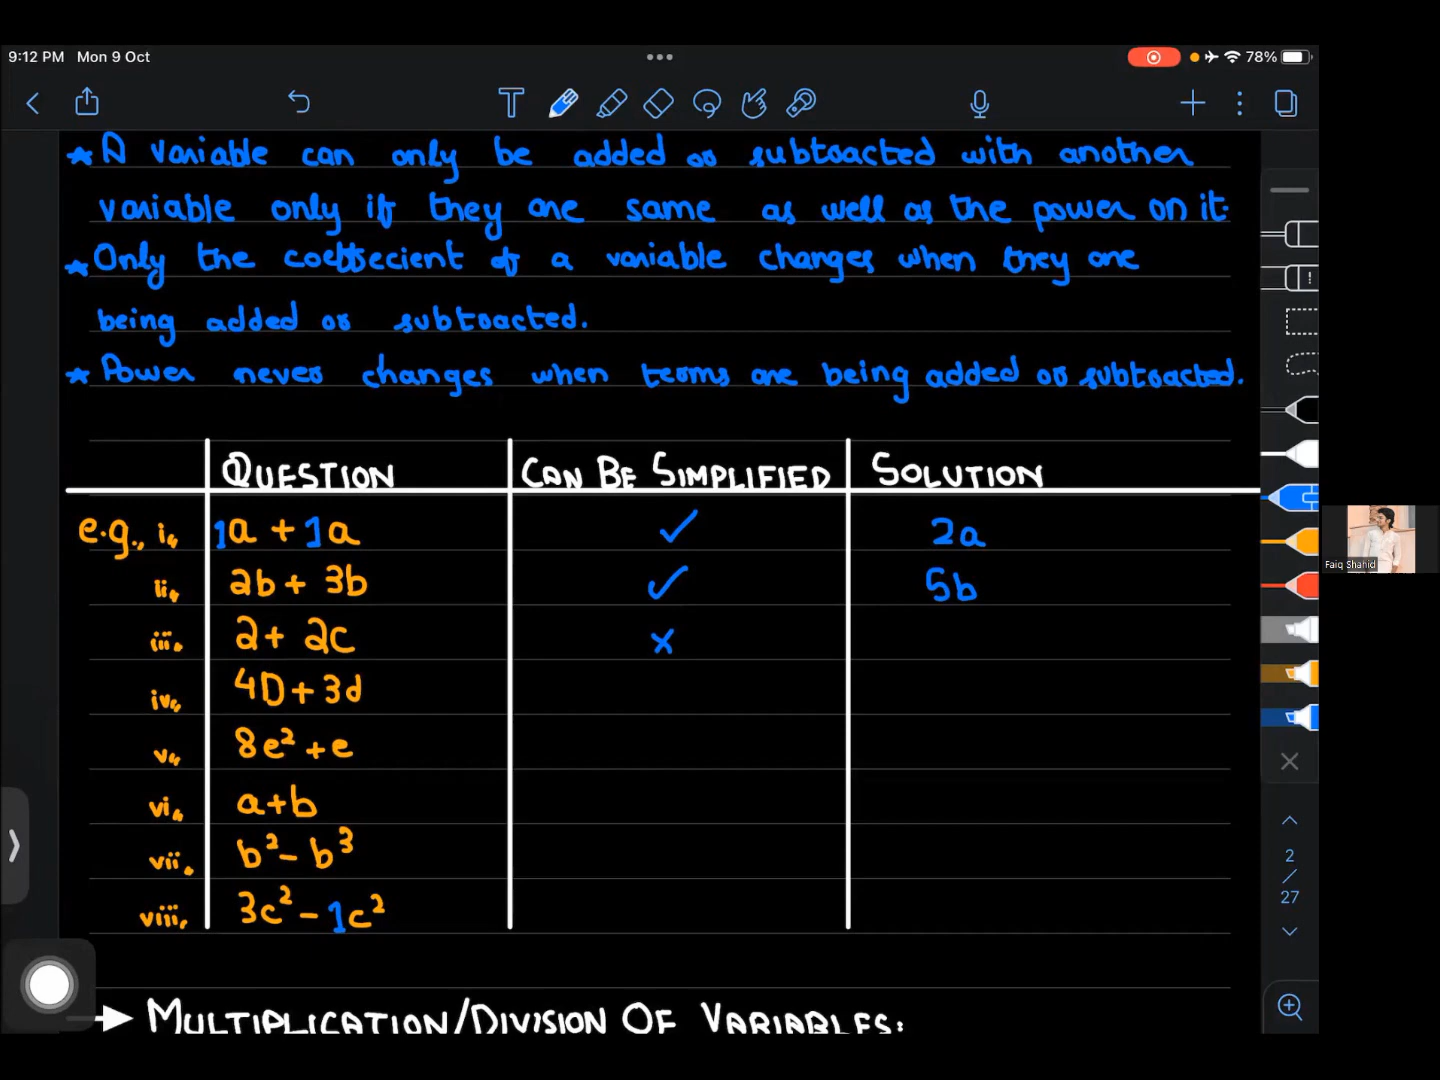 9:12 PM Mon 9 Oct
78%
* A variable can only be added or subtracted with another
variable only if they are same as well as the power on it.
* Only the coeffecient of a variable changes when they are
being added or subtracted.
* Power never changes when terms are being added or subtracted.
QUESTION CAN BE SIMPLIFIED SOLUTION
e.g., i, 1a + 1a ✓ 2a
ii, 2b + 3b ✓ 5b
iii. 2 + 2c x
iv, 4D + 3d
v, 8e² + e
vi, a+b
vii. b² - b³
viii, 3c² - 1c²
→ MULTIPLICATION/DIVISION OF VARIABLES:
Faiq Shahid
2
/
27